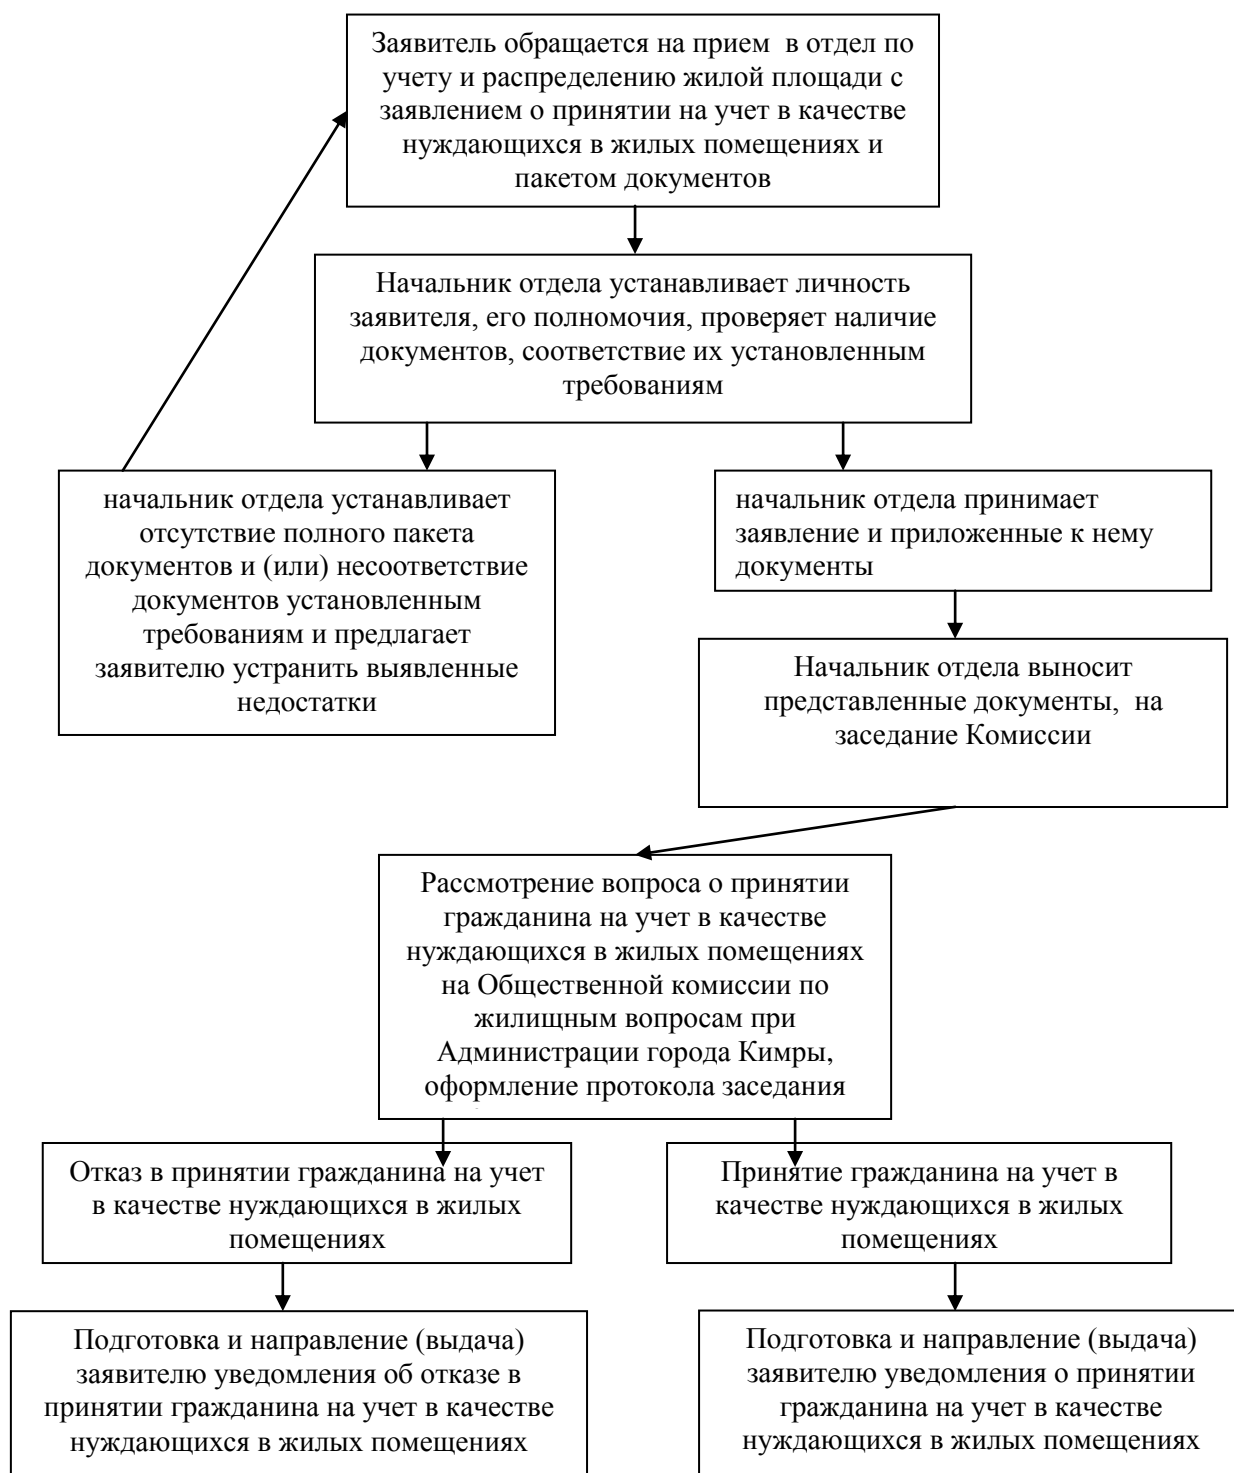 Заявитель обращается на прием  в отдел по
учету и распределению жилой площади с
заявлением о принятии на учет в качестве
нуждающихся в жилых помещениях и
пакетом документов
Начальник отдела устанавливает личность
заявителя, его полномочия, проверяет наличие
документов, соответствие их установленным
требованиям
начальник отдела устанавливает
отсутствие полного пакета
документов и (или) несоответствие
документов установленным
требованиям и предлагает
заявителю устранить выявленные
недостатки
начальник отдела принимает
заявление и приложенные к нему
документы
Начальник отдела выносит
представленные документы,  на
заседание Комиссии
Рассмотрение вопроса о принятии
гражданина на учет в качестве
нуждающихся в жилых помещениях
на Общественной комиссии по
жилищным вопросам при
Администрации города Кимры,
оформление протокола заседания
Отказ в принятии гражданина на учет
в качестве нуждающихся в жилых
помещениях
Принятие гражданина на учет в
качестве нуждающихся в жилых
помещениях
Подготовка и направление (выдача)
заявителю уведомления об отказе в
принятии гражданина на учет в качестве
нуждающихся в жилых помещениях
Подготовка и направление (выдача)
заявителю уведомления о принятии
гражданина на учет в качестве
нуждающихся в жилых помещениях